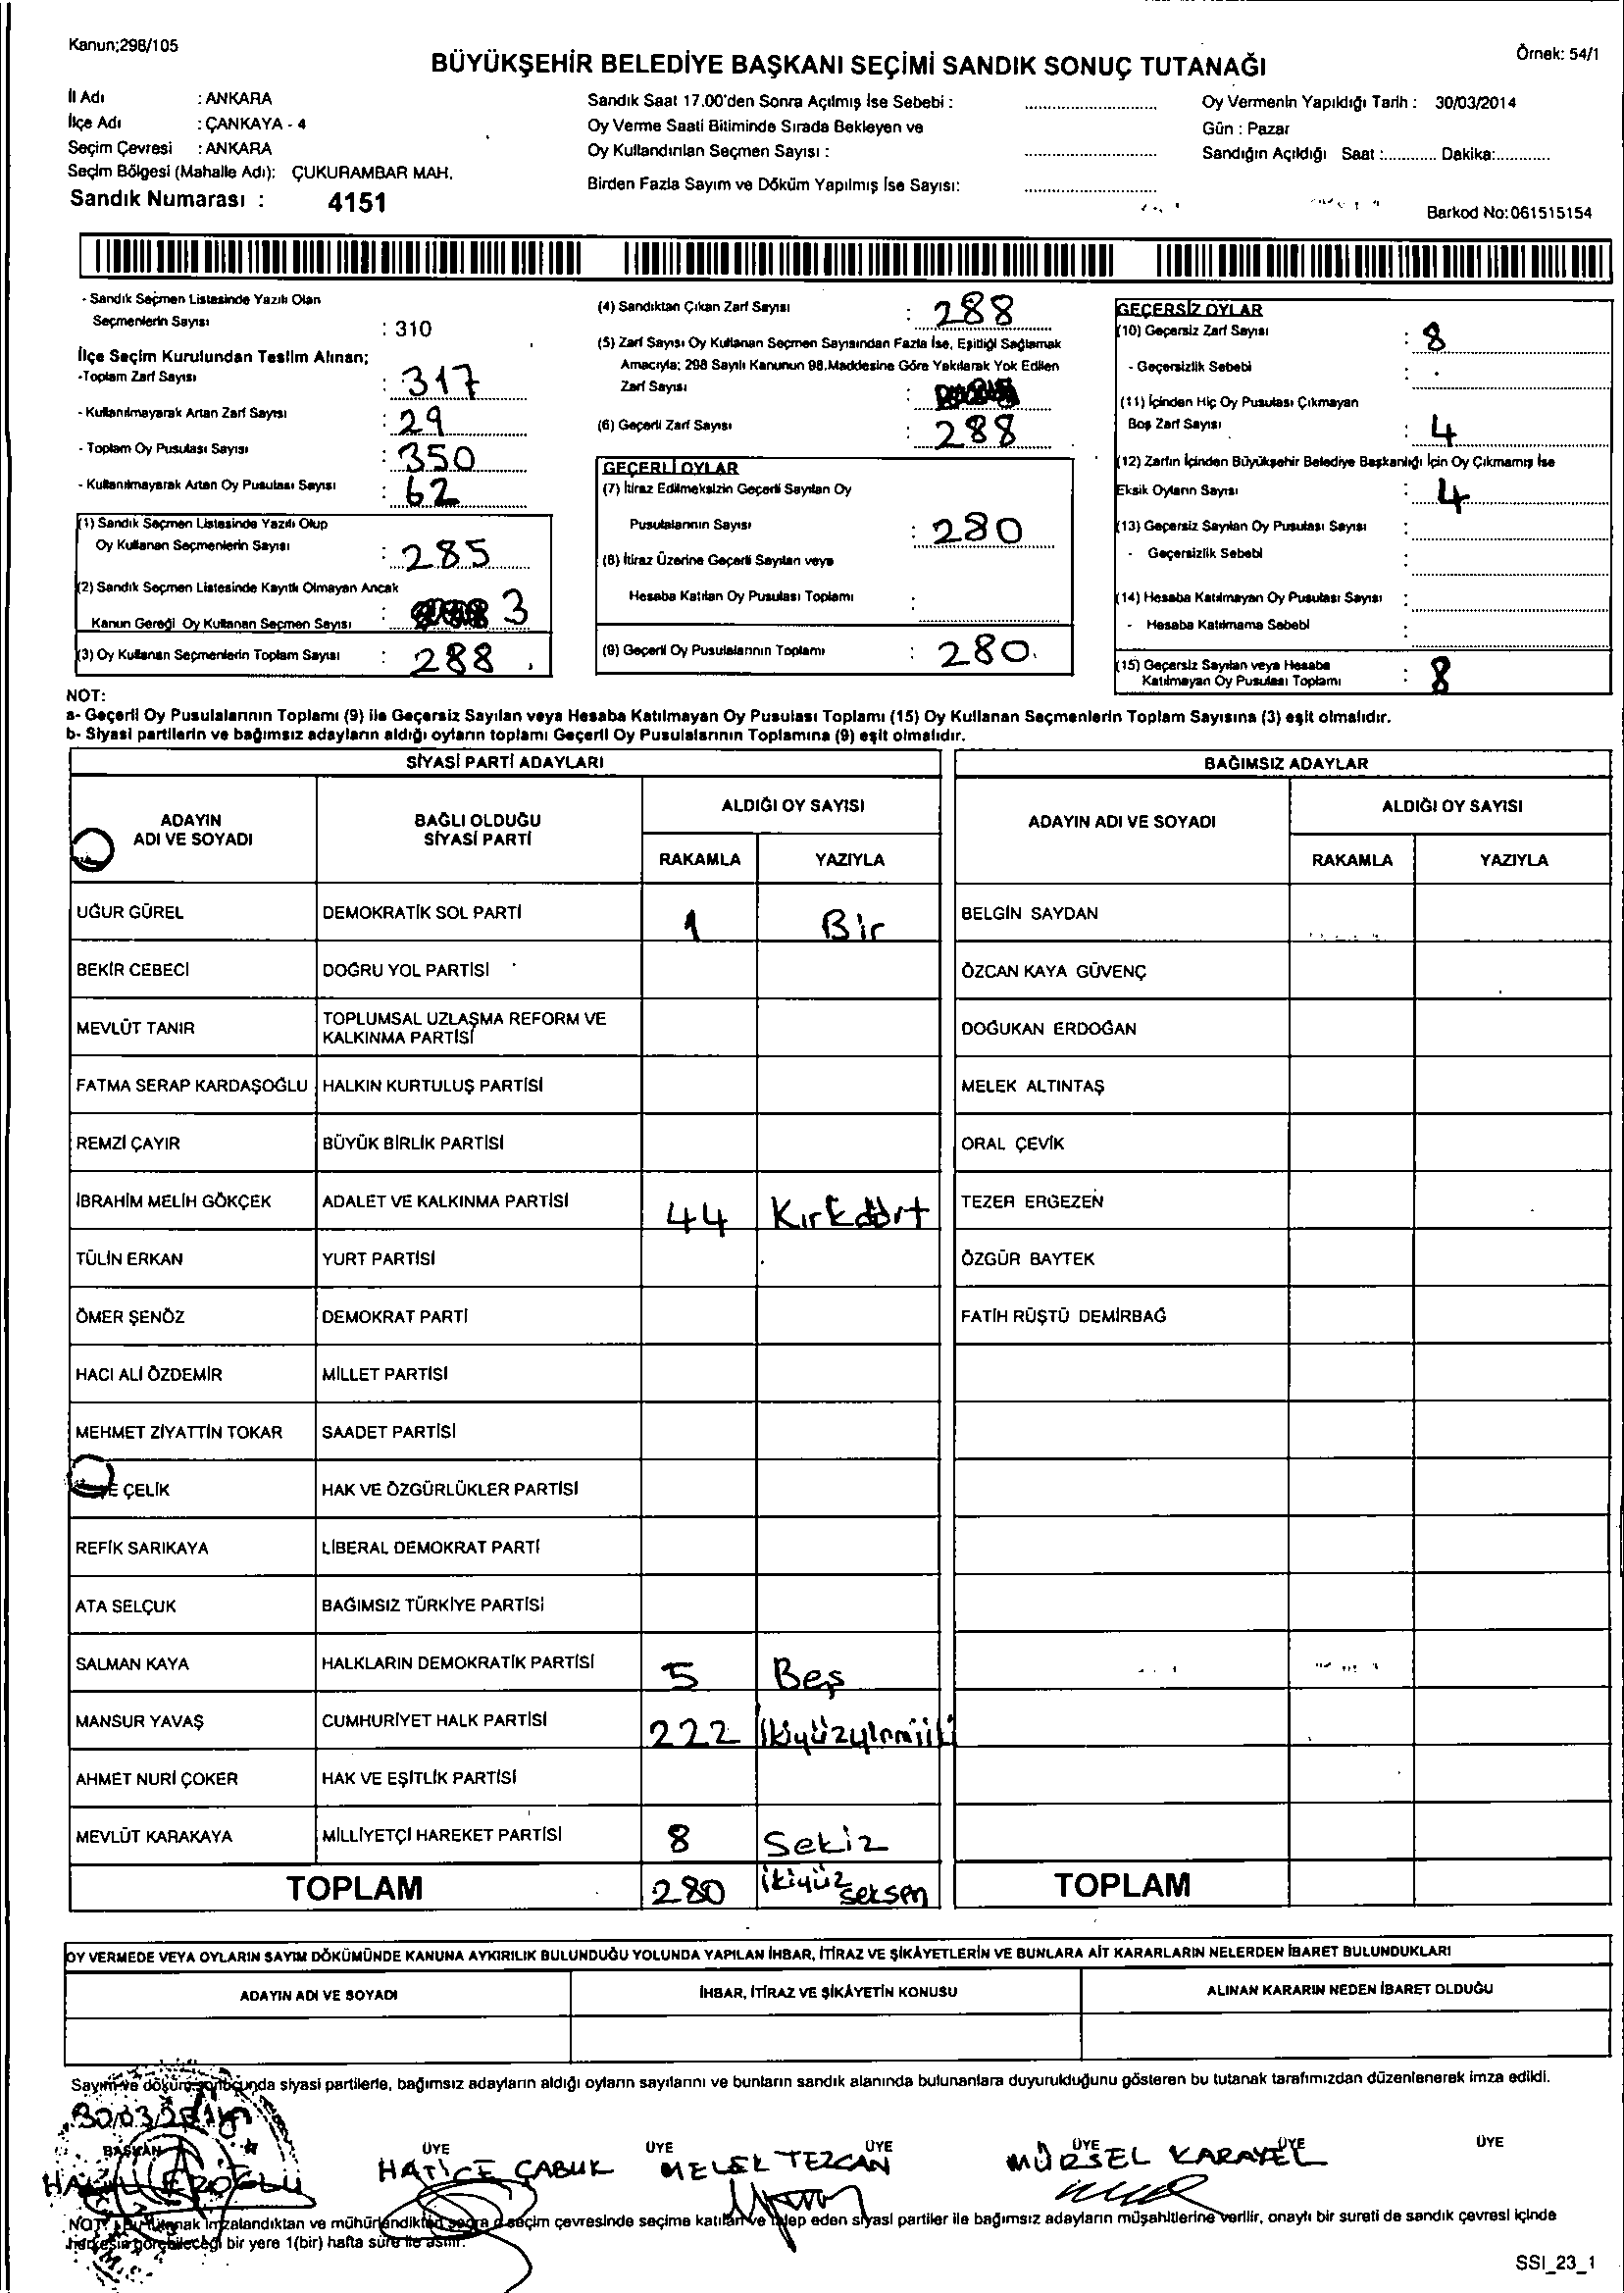 Kanun;298/105
Örnek: 54/1
BÜYÜKŞEHİR BELEDİYE BAŞKANI SEÇİMİ SANDIK SONUÇ TUTANAĞI
İl Adı : ANKARA
İlçe Adı : ÇANKAYA - 4
Seçim Çevresi : ANKARA
Seçim Bölgesi (Mahalle Adı): ÇUKURAMBAR MAH.
Sandık Numarası : 4151
Sandık Saat 17.00'den Sonra Açılmış İse Sebebi :
Oy Verme Saati Bitiminde Sırada Bekleyen ve
Oy Kullandırılan Seçmen Sayısı :
Birden Fazla Sayım ve Döküm Yapılmış İse Sayısı:
Oy Vermenin Yapıldığı Tarih : 30/03/2014
Gün : Pazar
Sandığın Açıldığı Saat :............ Dakika:............
Barkod No:061515154
- Sandık Seçmen Listesinde Yazılı Olan
Seçmenlerin Sayısı : 310
İlçe Seçim Kurulundan Teslim Alınan;
-Toplam Zarf Sayısı : 317
- Kullanılmayarak Artan Zarf Sayısı : 29
- Toplam Oy Pusulası Sayısı : 350
- Kullanılmayarak Artan Oy Pusulası Sayısı : 62
(1) Sandık Seçmen Listesinde Yazılı Olup
Oy Kullanan Seçmenlerin Sayısı : 285
(2) Sandık Seçmen Listesinde Kayıtlı Olmayan Ancak
Kanun Gereği Oy Kullanan Seçmen Sayısı : 3
(3) Oy Kullanan Seçmenlerin Toplam Sayısı : 288
(4) Sandıktan Çıkan Zarf Sayısı : 288
(5) Zarf Sayısı Oy Kullanan Seçmen Sayısından Fazla İse, Eşitliği Sağlamak
Amacıyla; 298 Sayılı Kanunun 98.Maddesine Göre Yakılarak Yok Edilen
Zarf Sayısı :
(6) Geçerli Zarf Sayısı : 288
GEÇERLİ OYLAR
(7) İtiraz Edilmeksizin Geçerli Sayılan Oy
Pusulalarının Sayısı : 280
(8) İtiraz Üzerine Geçerli Sayılan veya
Hesaba Katılan Oy Pusulası Toplamı :
(9) Geçerli Oy Pusulalarının Toplamı : 280
GEÇERSİZ OYLAR
(10) Geçersiz Zarf Sayısı : 8
- Geçersizlik Sebebi :
(11) İçinden Hiç Oy Pusulası Çıkmayan
Boş Zarf Sayısı : 4
(12) Zarfın İçinden Büyükşehir Belediye Başkanlığı İçin Oy Çıkmamış İse
Eksik Oyların Sayısı : 4
(13) Geçersiz Sayılan Oy Pusulası Sayısı :
- Geçersizlik Sebebi :
(14) Hesaba Katılmayan Oy Pusulası Sayısı :
- Hesaba Katılmama Sebebi :
(15) Geçersiz Sayılan veya Hesaba
Katılmayan Oy Pusulası Toplamı : 8
NOT:
a- Geçerli Oy Pusulalarının Toplamı (9) ile Geçersiz Sayılan veya Hesaba Katılmayan Oy Pusulası Toplamı (15) Oy Kullanan Seçmenlerin Toplam Sayısına (3) eşit olmalıdır.
b- Siyasi partilerin ve bağımsız adayların aldığı oyların toplamı Geçerli Oy Pusulalarının Toplamına (9) eşit olmalıdır.
SİYASİ PARTİ ADAYLARI
ADAYIN ADI VE SOYADI
BAĞLI OLDUĞU SİYASİ PARTİ
ALDIĞI OY SAYISI
RAKAMLA YAZIYLA
UĞUR GÜREL DEMOKRATİK SOL PARTİ 1 Bir
BEKİR CEBECİ DOĞRU YOL PARTİSİ
MEVLÜT TANIR TOPLUMSAL UZLAŞMA REFORM VE KALKINMA PARTİSİ
FATMA SERAP KARDAŞOĞLU HALKIN KURTULUŞ PARTİSİ
REMZİ ÇAYIR BÜYÜK BİRLİK PARTİSİ
İBRAHİM MELİH GÖKÇEK ADALET VE KALKINMA PARTİSİ 44 Kırkdört
TÜLİN ERKAN YURT PARTİSİ
ÖMER ŞENÖZ DEMOKRAT PARTİ
HACI ALİ ÖZDEMİR MİLLET PARTİSİ
MEHMET ZİYATTİN TOKAR SAADET PARTİSİ
ÇELİK HAK VE ÖZGÜRLÜKLER PARTİSİ
REFİK SARIKAYA LİBERAL DEMOKRAT PARTİ
ATA SELÇUK BAĞIMSIZ TÜRKİYE PARTİSİ
SALMAN KAYA HALKLARIN DEMOKRATİK PARTİSİ 5 Beş
MANSUR YAVAŞ CUMHURİYET HALK PARTİSİ 222
AHMET NURİ ÇOKER HAK VE EŞİTLİK PARTİSİ
MEVLÜT KARAKAYA MİLLİYETÇİ HAREKET PARTİSİ 8 Sekiz
TOPLAM 280 ikiyüz seksen
BAĞIMSIZ ADAYLAR
ADAYIN ADI VE SOYADI
ALDIĞI OY SAYISI
RAKAMLA YAZIYLA
BELGİN SAYDAN
ÖZCAN KAYA GÜVENÇ
DOĞUKAN ERDOĞAN
MELEK ALTINTAŞ
ORAL ÇEVİK
TEZER ERGEZEN
ÖZGÜR BAYTEK
FATİH RÜŞTÜ DEMİRBAĞ
TOPLAM
OY VERMEDE VEYA OYLARIN SAYIM DÖKÜMÜNDE KANUNA AYKIRILIK BULUNDUĞU YOLUNDA YAPILAN İHBAR, İTİRAZ VE ŞİKÂYETLERİN VE BUNLARA AİT KARARLARIN NELERDEN İBARET BULUNDUKLARI
ADAYIN ADI VE SOYADI İHBAR, İTİRAZ VE ŞİKÂYETİN KONUSU ALINAN KARARIN NEDEN İBARET OLDUĞU
Sayım ve döküm sonucunda siyasi partilerle, bağımsız adayların aldığı oyların sayılarını ve bunların sandık alanında bulunanlara duyurulduğunu gösteren bu tutanak tarafımızdan düzenlenerek imza edildi.
30/03/2014
BAŞKAN ÜYE ÜYE ÜYE ÜYE ÜYE ÜYE
EROĞLU HATİCE ÇABUK MELEK TEZCAN MÜRSEL KARAYEL
NOT: Bu tutanak imzalandıktan ve mühürlendikten sonra o seçim çevresinde seçime katılan ve talep eden siyasi partiler ile bağımsız adayların müşahitlerine verilir, onaylı bir sureti de sandık çevresi içinde
herkesin görebileceği bir yere 1(bir) hafta süre ile asılır.
SSI_23_1